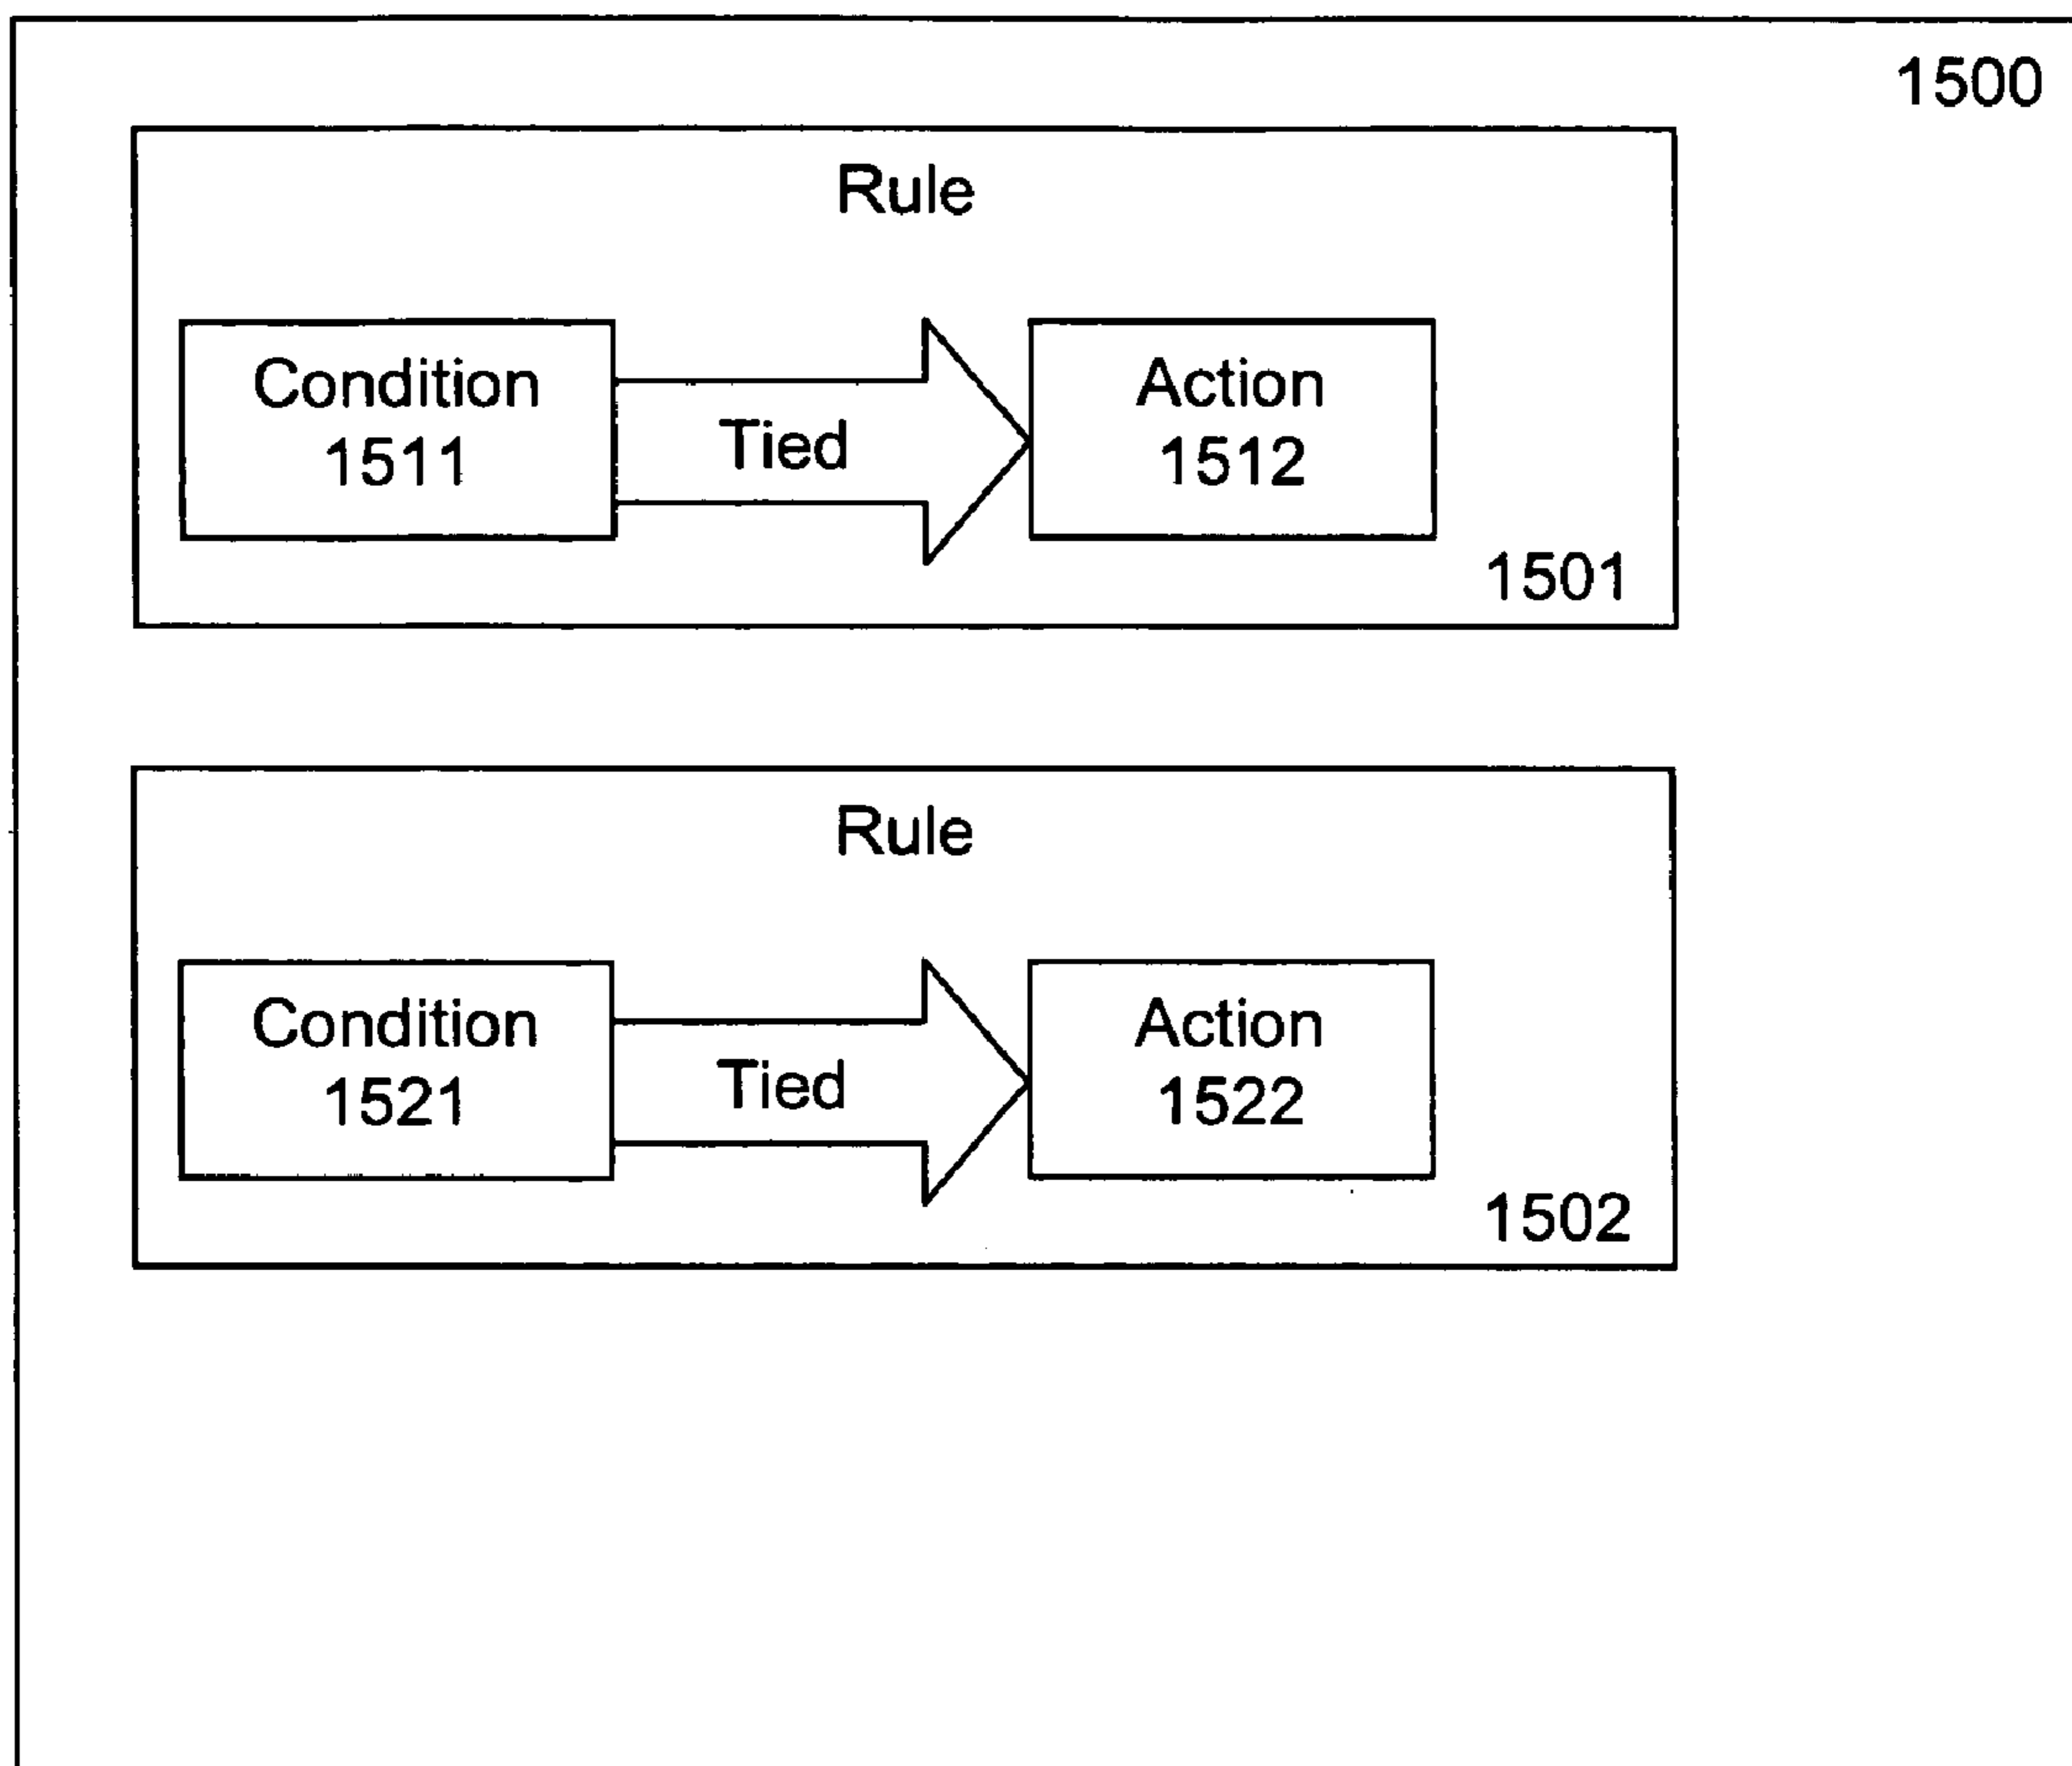 1500
Rule
Condition
1511
Tied
Action
1512
1501
Rule
Condition
1521
Tied
Action
1522
1502